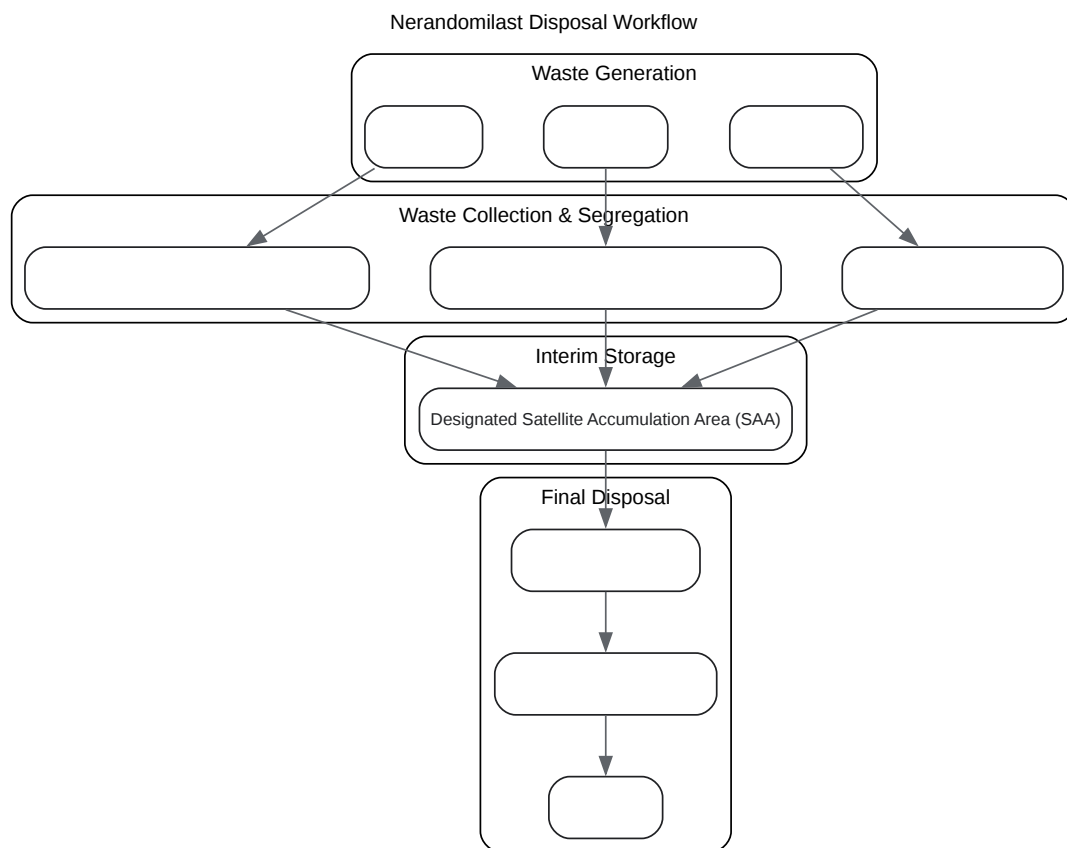 Nerandomilast Disposal Workflow
Waste Generation
Waste Collection & Segregation
Interim Storage
Designated Satellite Accumulation Area (SAA)
Final Disposal